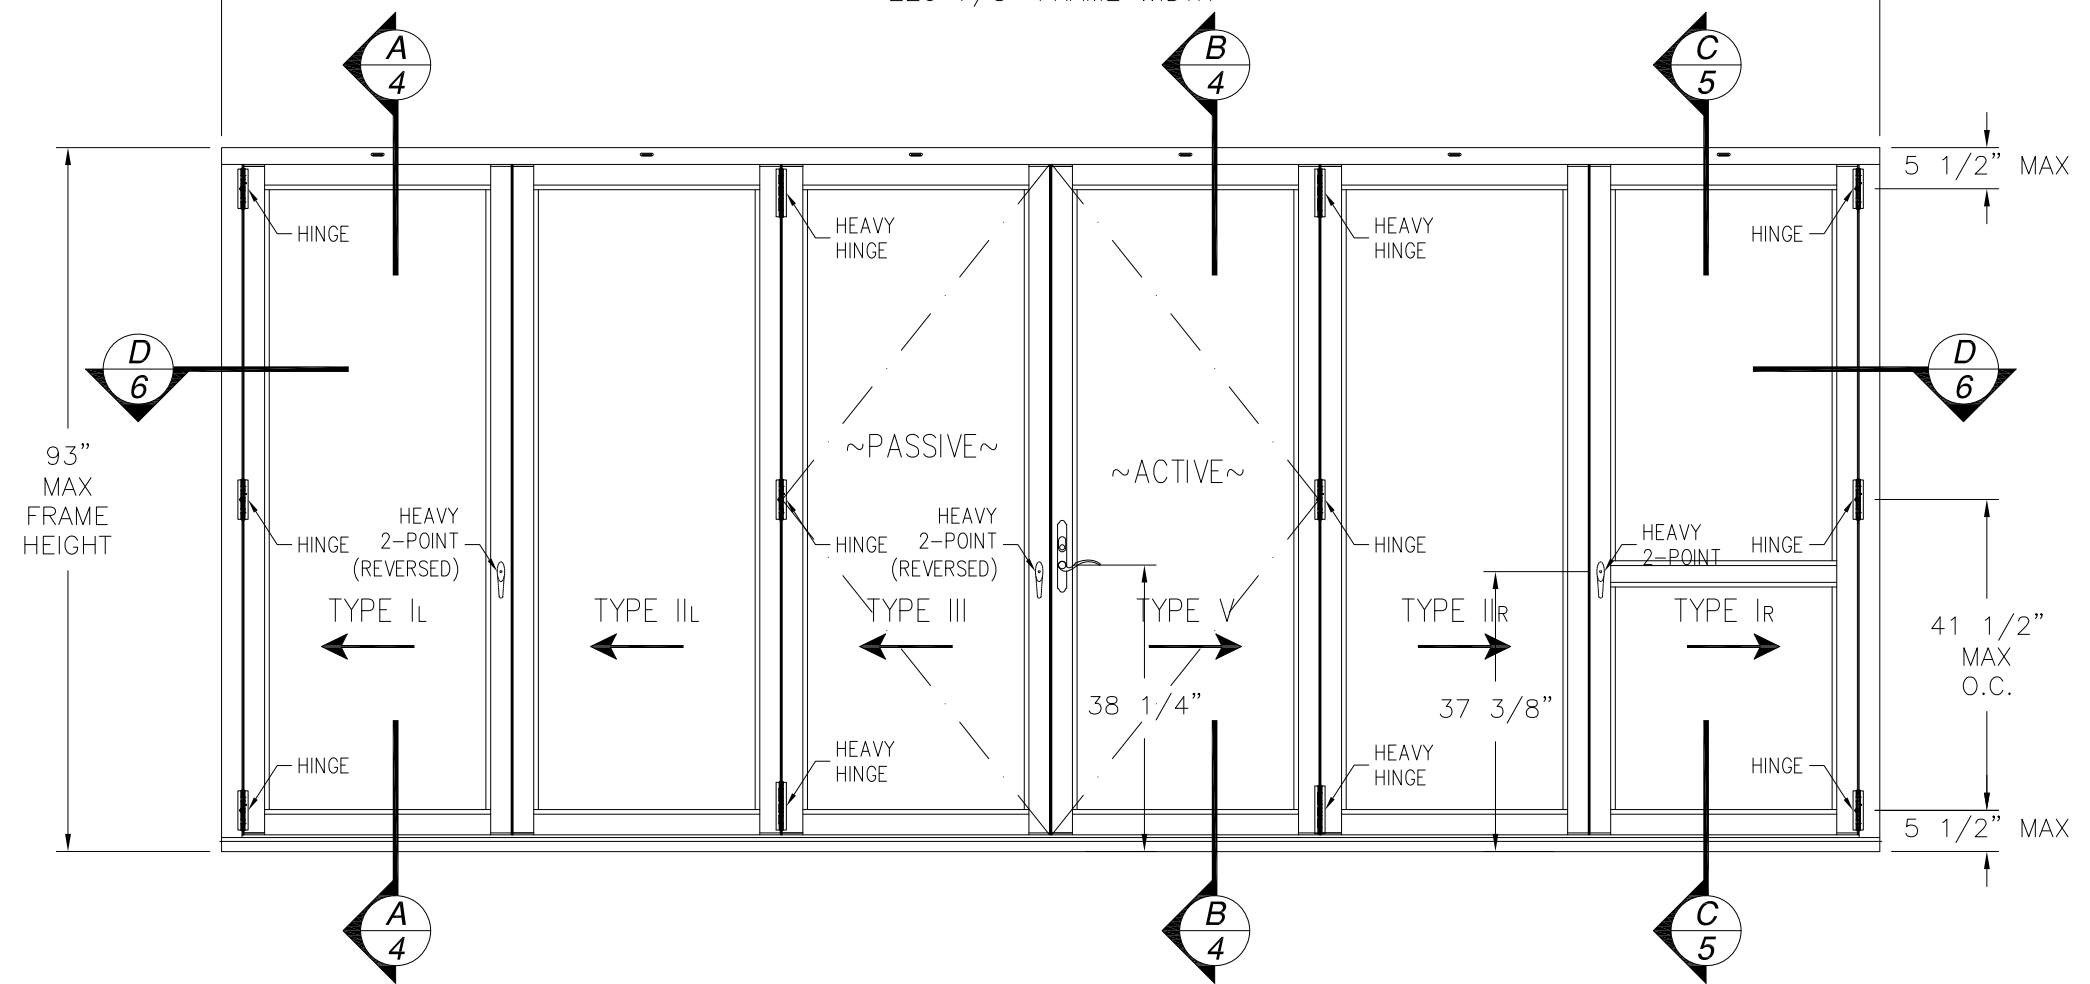 A
4
B
4
C
5
5 1/2” MAX
HINGE
HEAVY
HINGE
HEAVY
HINGE
HINGE
D
6
D
6
93”
MAX
FRAME
HEIGHT
~PASSIVE~
~ACTIVE~
HINGE
HEAVY
2-POINT
(REVERSED)
HINGE
HEAVY
2-POINT
(REVERSED)
HINGE
HEAVY
2-POINT
HINGE
TYPE IL
TYPE IIL
TYPE III
TYPE V
TYPE IIR
TYPE IR
41 1/2”
MAX
O.C.
38 1/4”
37 3/8”
HINGE
HEAVY
HINGE
HEAVY
HINGE
HINGE
5 1/2” MAX
A
4
B
4
C
5